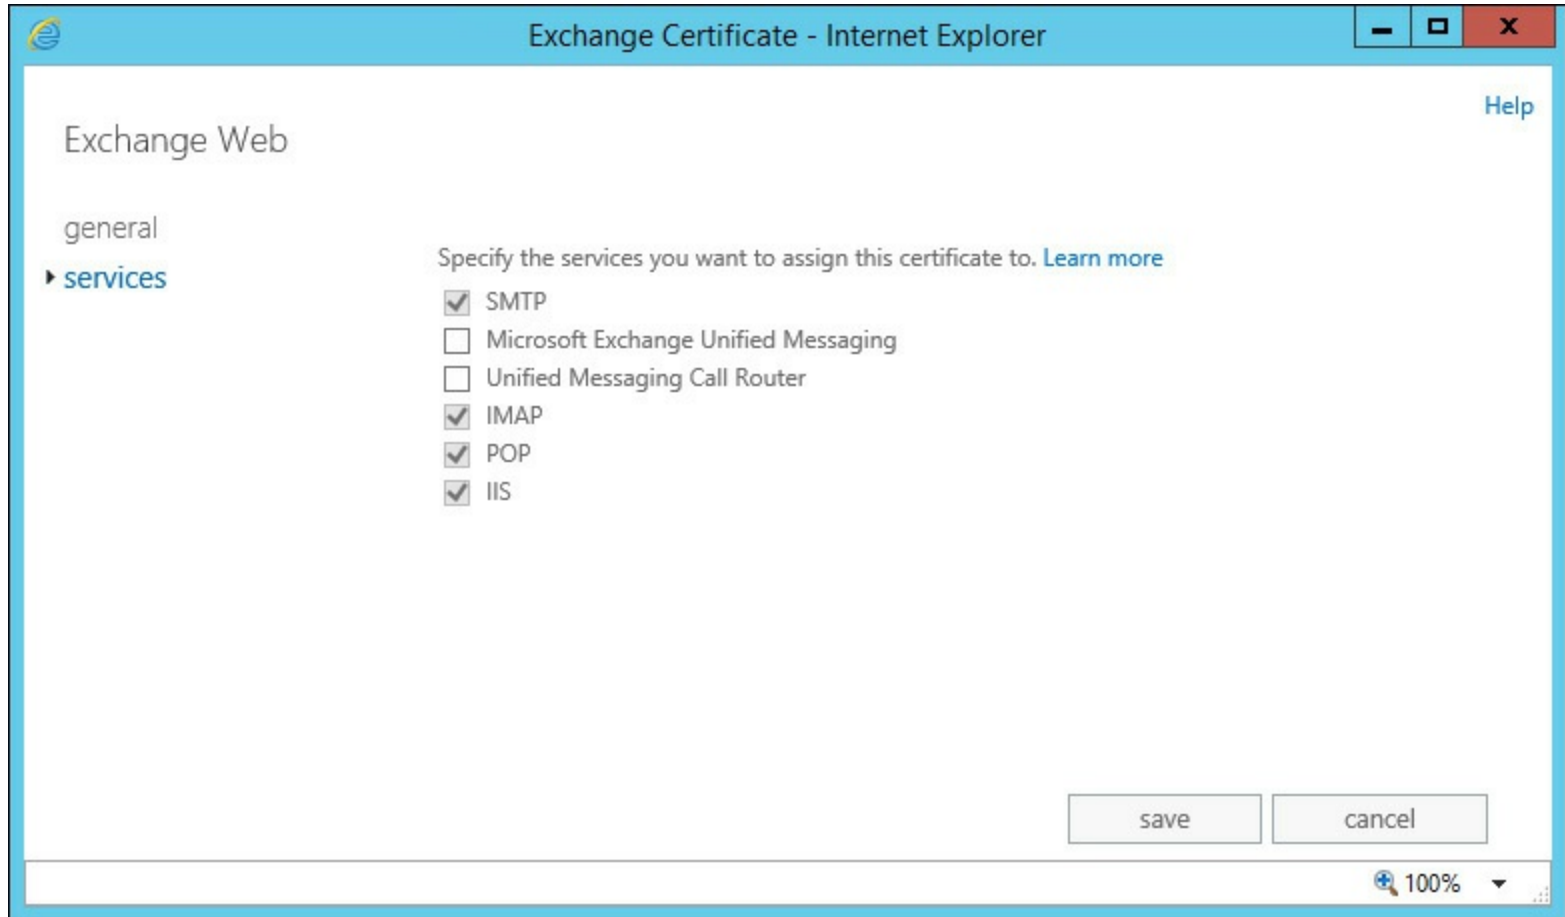 Exchange Certificate - Internet Explorer
Help
Exchange Web
general
services
Specify the services you want to assign this certificate to. Learn more
SMTP
Microsoft Exchange Unified Messaging
Unified Messaging Call Router
IMAP
POP
IIS
save cancel
100%